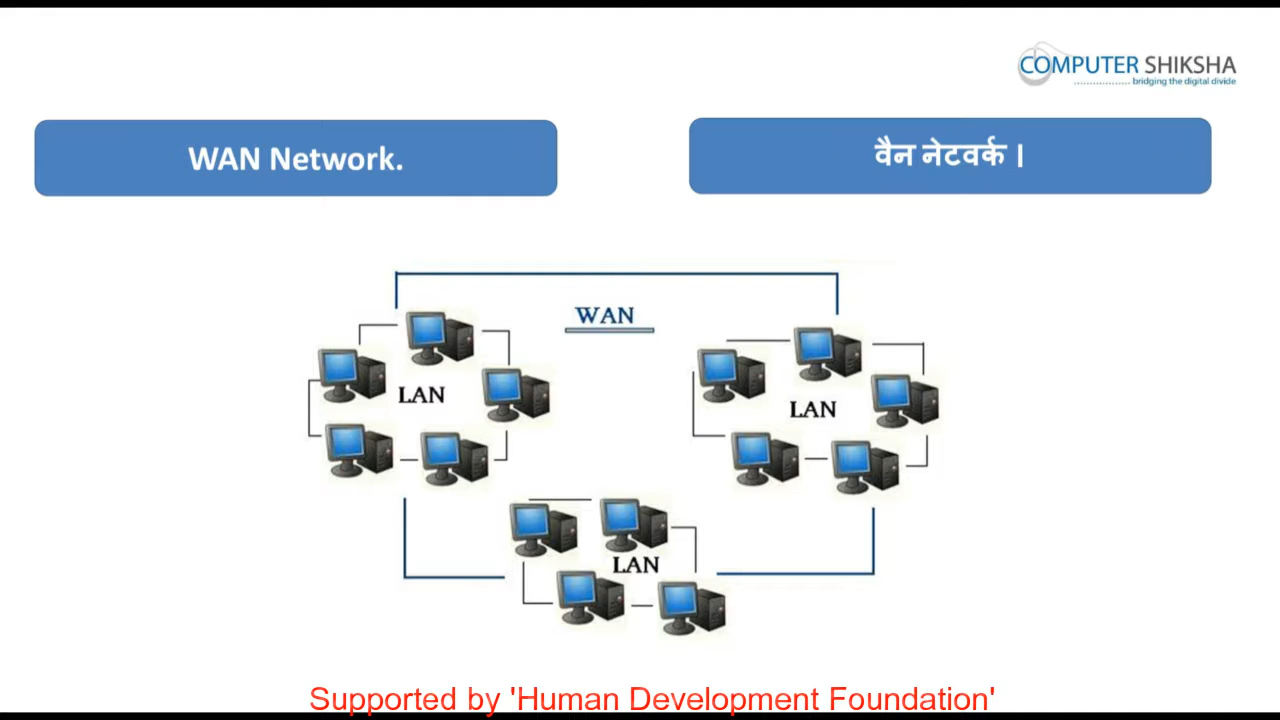 COMPUTER SHIKSHA
bridging the digital divide
WAN Network.
वैन नेटवर्क |
WAN
LAN
LAN
LAN
Supported by 'Human Development Foundation'